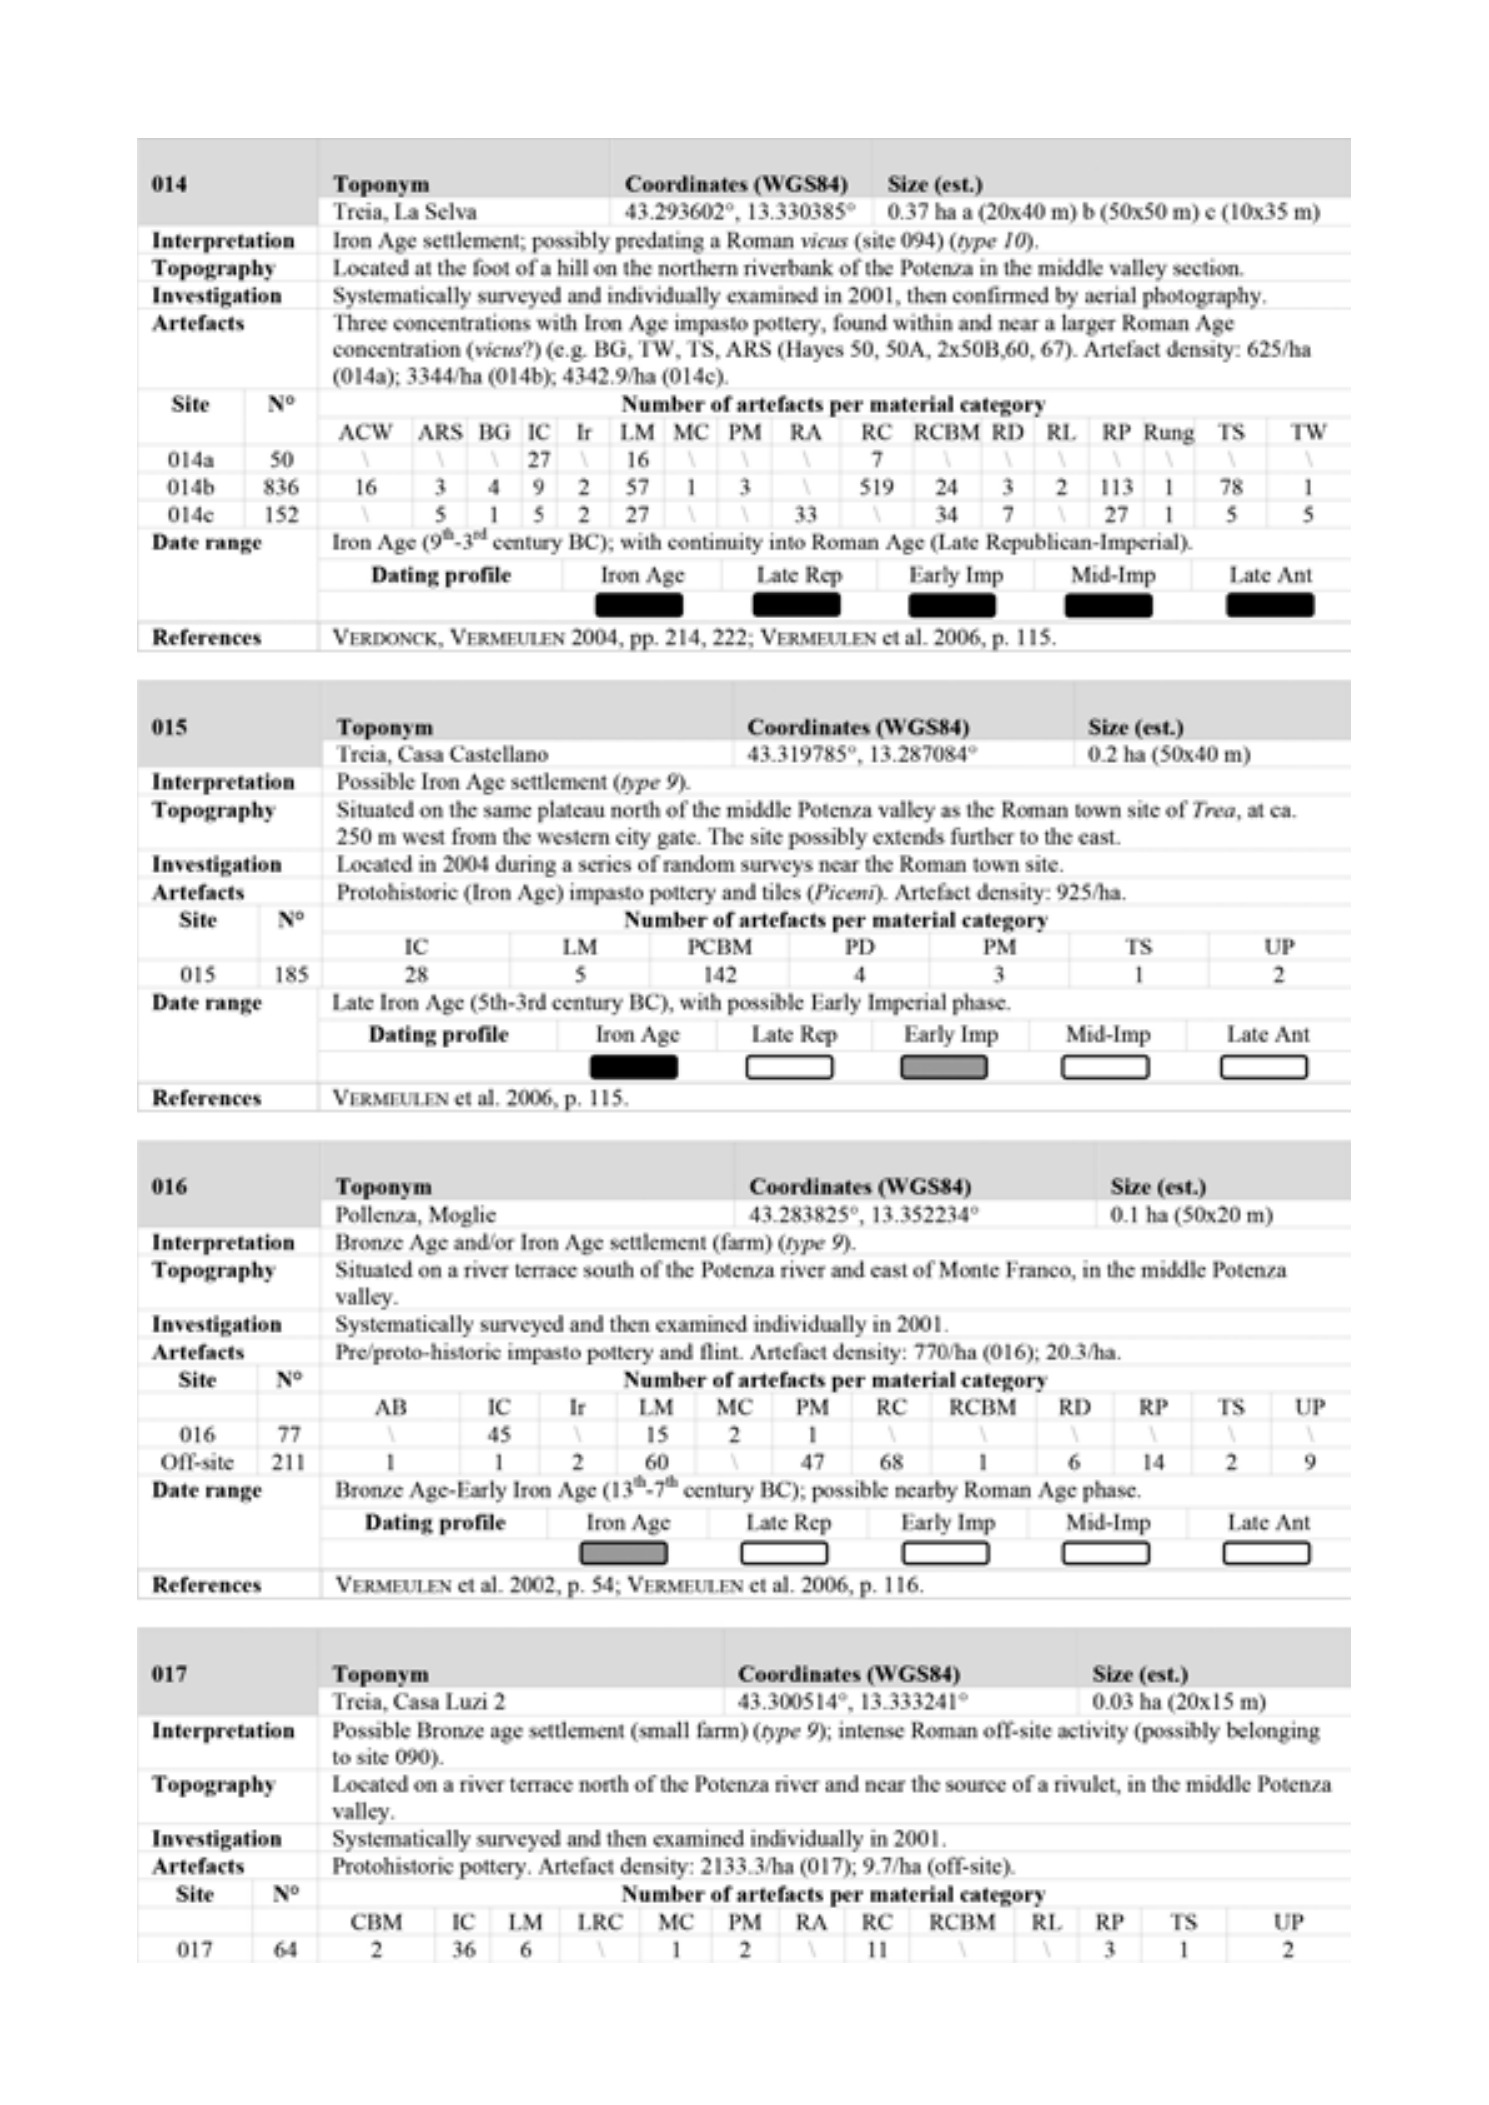 014 Toponym Coordinates (WGS84) Size (est.)
Treia, La Selva 43.293602°, 13.330385° 0.37 ha a (20x40 m) b (50x50 m) c (10x35 m)
Interpretation Iron Age settlement; possibly predating a Roman vicus (site 094) (type 10).
Topography Located at the foot of a hill on the northern riverbank of the Potenza in the middle valley section.
Investigation Systematically surveyed and individually examined in 2001, then confirmed by aerial photography.
Artefacts Three concentrations with Iron Age impasto pottery, found within and near a larger Roman Age
concentration (vicus?) (e.g. BG, TW, TS, ARS (Hayes 50, 50A, 2x50B,60, 67). Artefact density: 625/ha
(014a); 3344/ha (014b); 4342.9/ha (014c).
Site N° Number of artefacts per material category
ACW ARS BG IC Ir LM MC PM RA RC RCBM RD RL RP Rung TS TW
014a 50 \ \ \ 27 \ 16 \ \ \ 7 \ \ \ \ \ \ \
014b 836 16 3 4 9 2 57 1 3 \ 519 24 3 2 113 1 78 1
014c 152 \ 5 1 5 2 27 \ \ 33 \ 34 7 \ 27 1 5 5
Date range Iron Age (9th-3rd century BC); with continuity into Roman Age (Late Republican-Imperial).
Dating profile Iron Age Late Rep Early Imp Mid-Imp Late Ant
References VERDONCK, VERMEULEN 2004, pp. 214, 222; VERMEULEN et al. 2006, p. 115.
015 Toponym Coordinates (WGS84) Size (est.)
Treia, Casa Castellano 43.319785°, 13.287084° 0.2 ha (50x40 m)
Interpretation Possible Iron Age settlement (type 9).
Topography Situated on the same plateau north of the middle Potenza valley as the Roman town site of Trea, at ca.
250 m west from the western city gate. The site possibly extends further to the east.
Investigation Located in 2004 during a series of random surveys near the Roman town site.
Artefacts Protohistoric (Iron Age) impasto pottery and tiles (Piceni). Artefact density: 925/ha.
Site N° Number of artefacts per material category
IC LM PCBM PD PM TS UP
015 185 28 5 142 4 3 1 2
Date range Late Iron Age (5th-3rd century BC), with possible Early Imperial phase.
Dating profile Iron Age Late Rep Early Imp Mid-Imp Late Ant
References VERMEULEN et al. 2006, p. 115.
016 Toponym Coordinates (WGS84) Size (est.)
Pollenza, Moglie 43.283825°, 13.352234° 0.1 ha (50x20 m)
Interpretation Bronze Age and/or Iron Age settlement (farm) (type 9).
Topography Situated on a river terrace south of the Potenza river and east of Monte Franco, in the middle Potenza
valley.
Investigation Systematically surveyed and then examined individually in 2001.
Artefacts Pre/proto-historic impasto pottery and flint. Artefact density: 770/ha (016); 20.3/ha.
Site N° Number of artefacts per material category
AB IC Ir LM MC PM RC RCBM RD RP TS UP
016 77 \ 45 \ 15 2 1 \ \ \ \ \ \
Off-site 211 1 1 2 60 \ 47 68 1 6 14 2 9
Date range Bronze Age-Early Iron Age (13th-7th century BC); possible nearby Roman Age phase.
Dating profile Iron Age Late Rep Early Imp Mid-Imp Late Ant
References VERMEULEN et al. 2002, p. 54; VERMEULEN et al. 2006, p. 116.
017 Toponym Coordinates (WGS84) Size (est.)
Treia, Casa Luzi 2 43.300514°, 13.333241° 0.03 ha (20x15 m)
Interpretation Possible Bronze age settlement (small farm) (type 9); intense Roman off-site activity (possibly belonging
to site 090).
Topography Located on a river terrace north of the Potenza river and near the source of a rivulet, in the middle Potenza
valley.
Investigation Systematically surveyed and then examined individually in 2001.
Artefacts Protohistoric pottery. Artefact density: 2133.3/ha (017); 9.7/ha (off-site).
Site N° Number of artefacts per material category
CBM IC LM LRC MC PM RA RC RCBM RL RP TS UP
017 64 2 36 6 \ 1 2 \ 11 \ \ 3 1 2